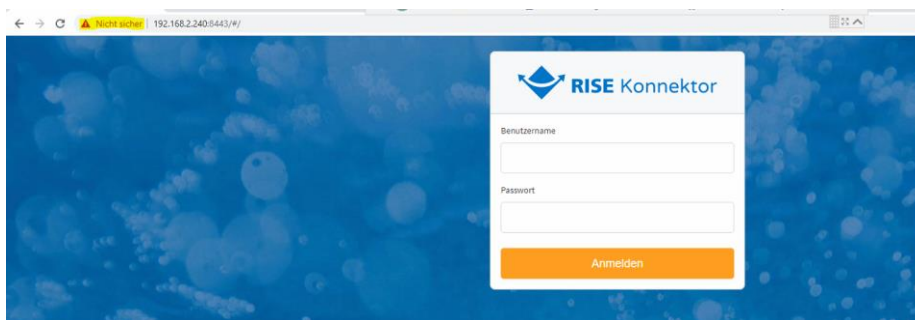 Nicht sicher 192.168.2.240:8443/#/
RISE Konnektor
Benutzername
Passwort
Anmelden